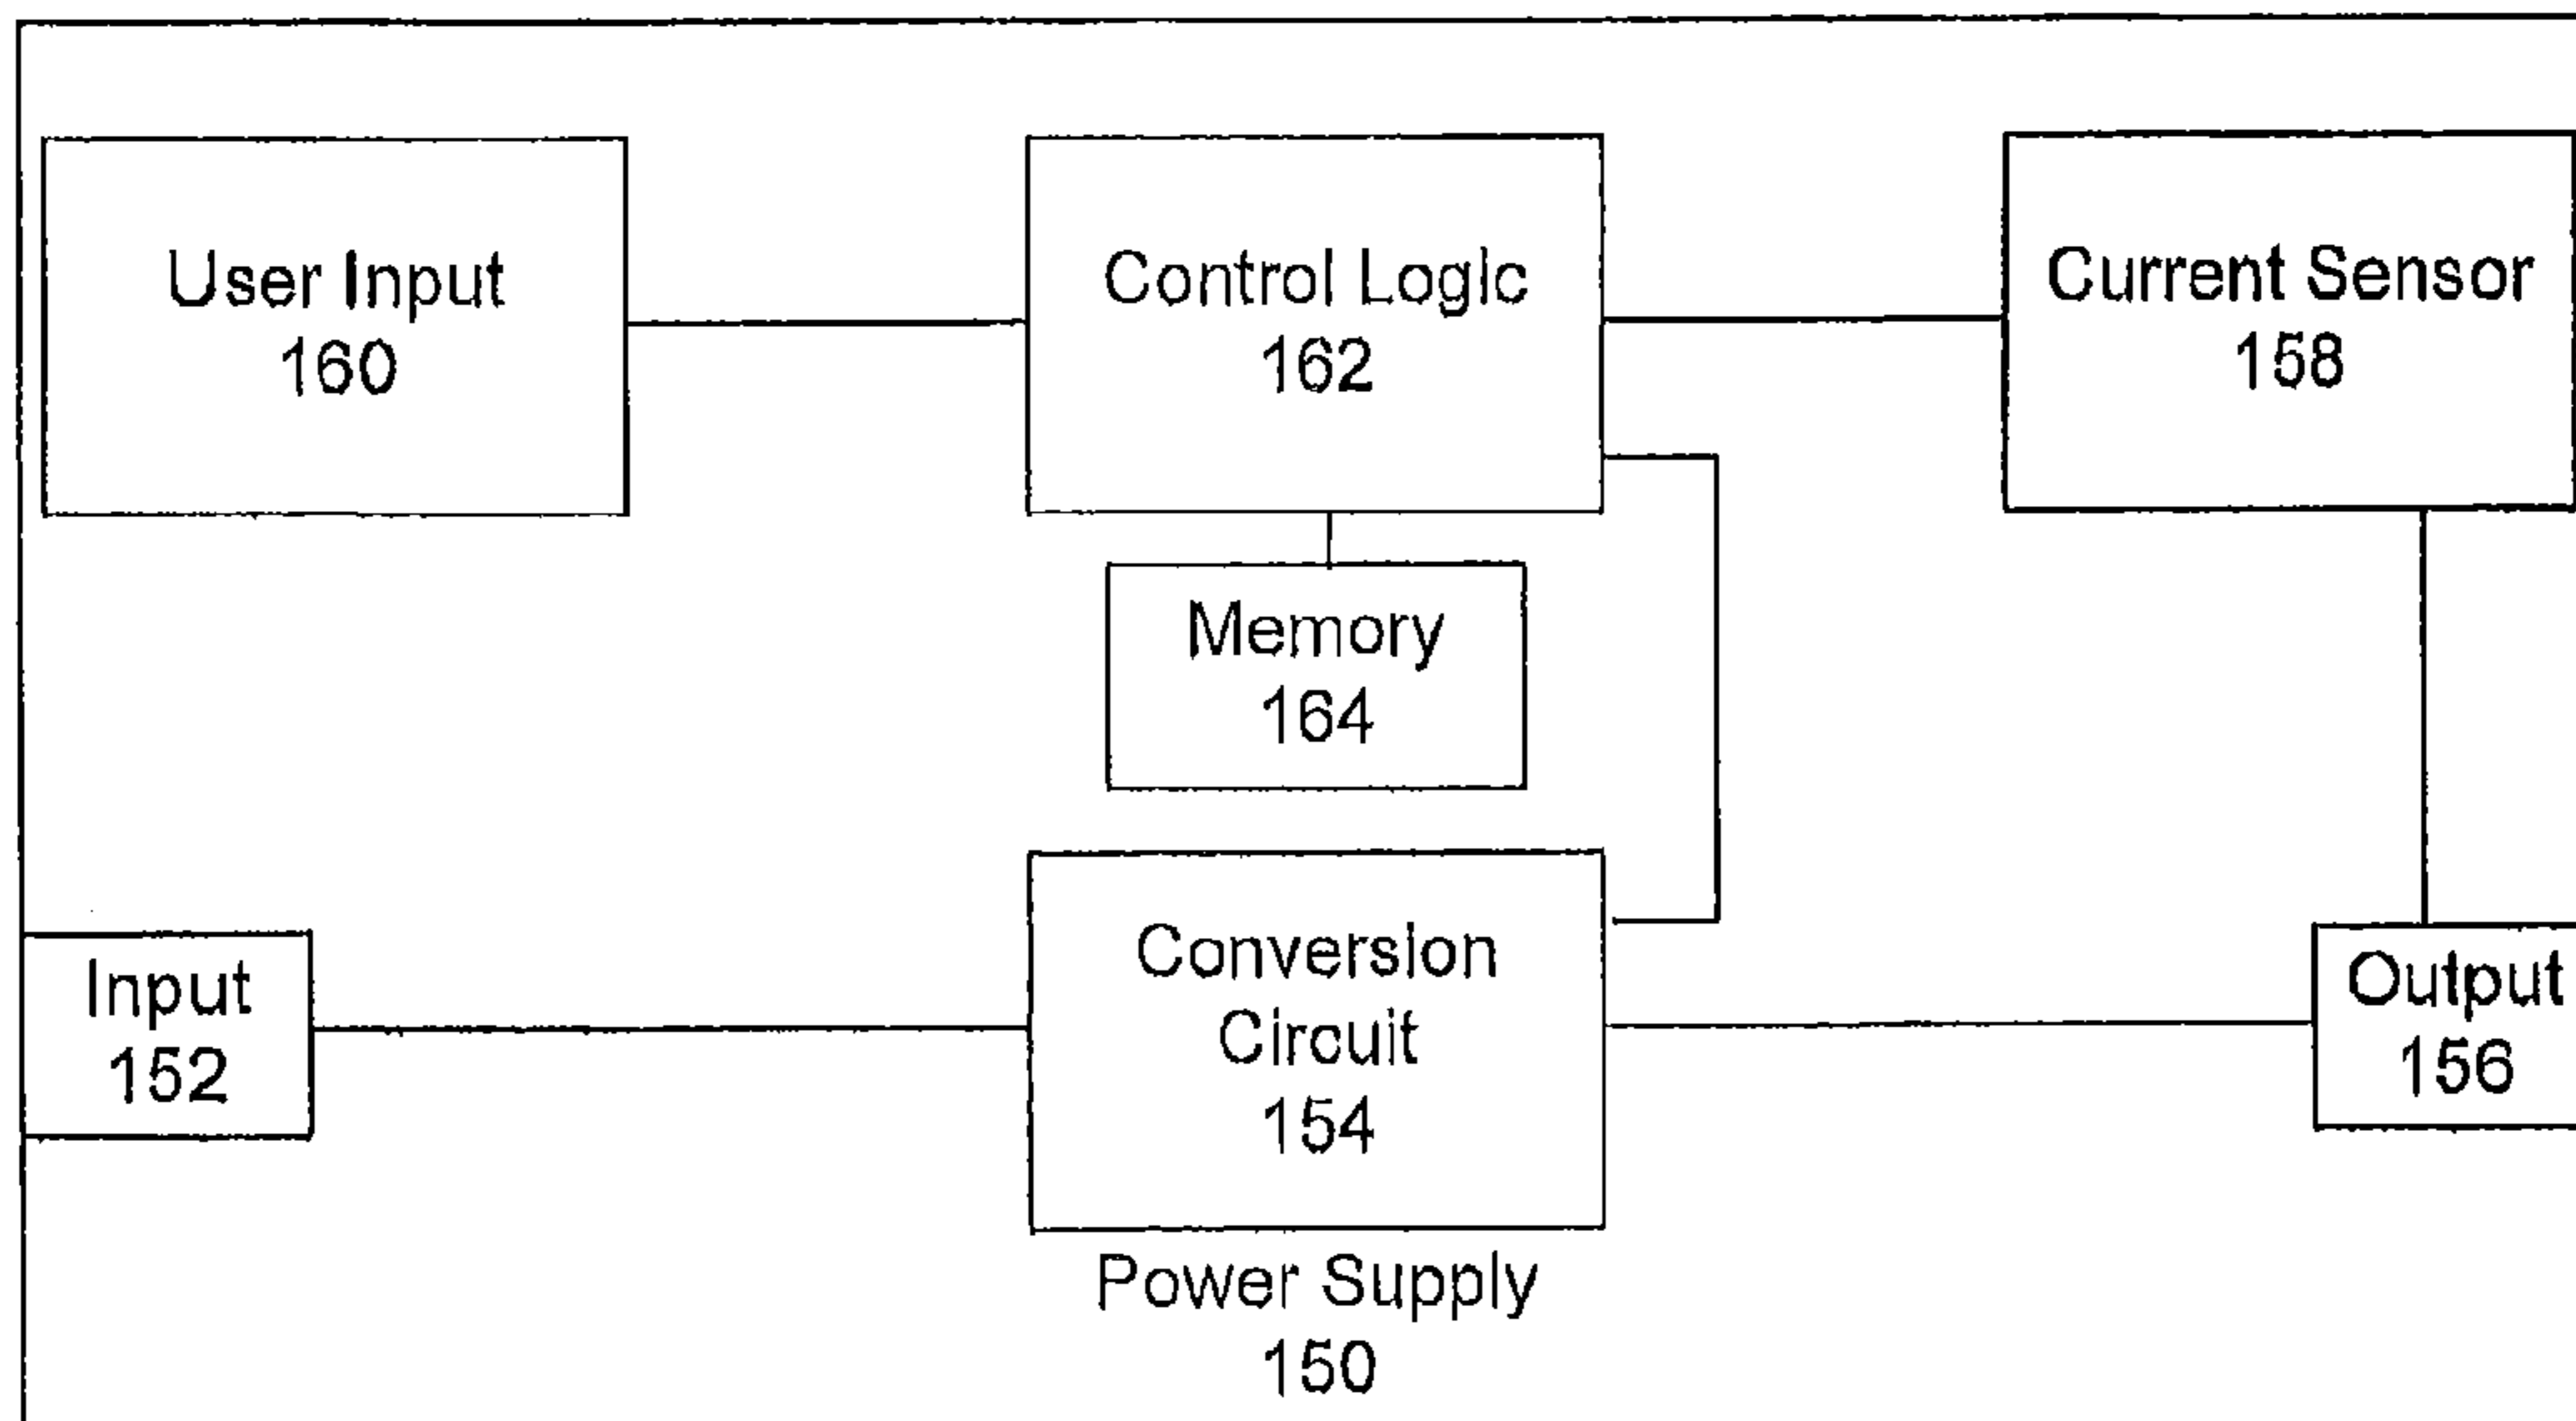 User Input
160
Control Logic
162
Current Sensor
158
Memory
164
Input
152
Conversion
Circuit
154
Output
156
Power Supply
150